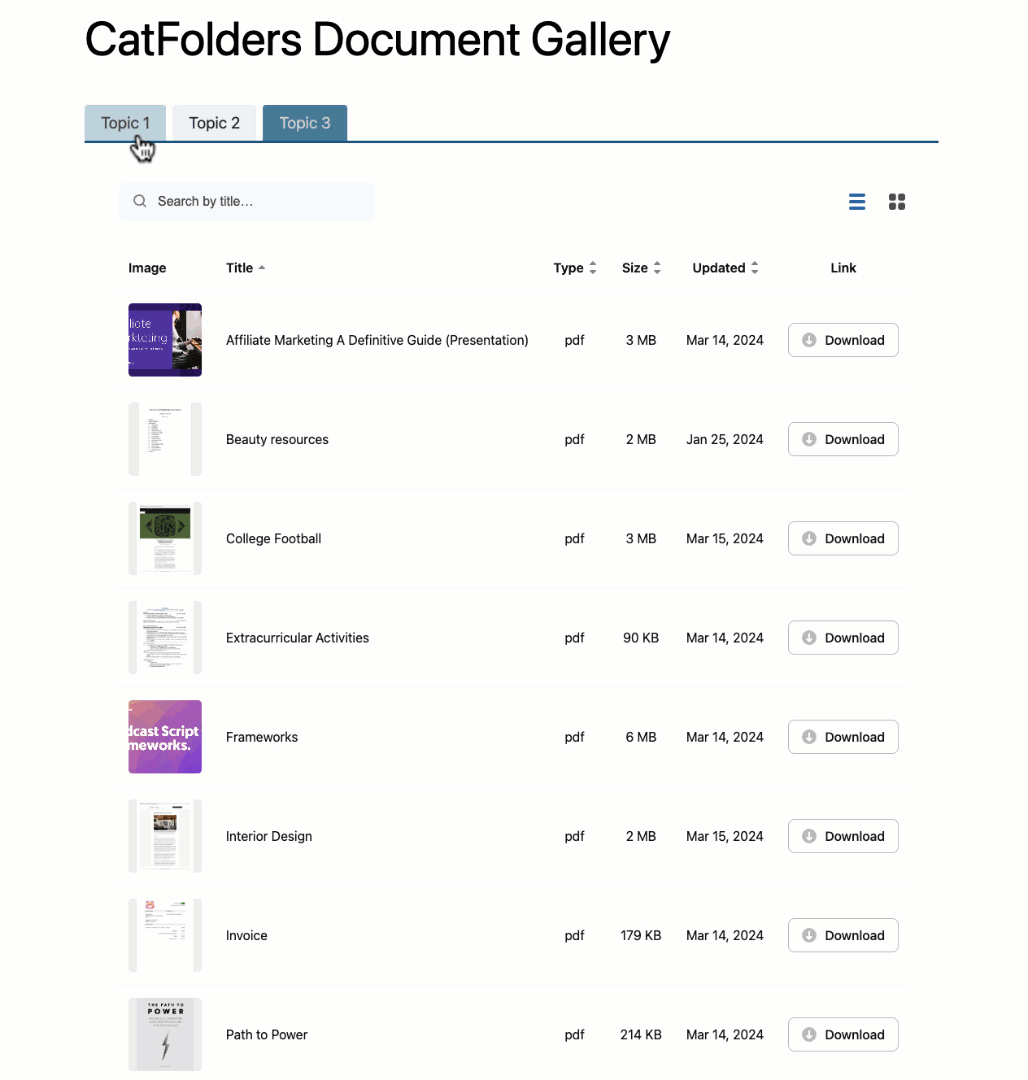 CatFolders Document Gallery
Topic 1 Topic 2 Topic 3
Search by title...
Image Title Type Size Updated Link
liate
rktating
Affiliate Marketing A Definitive Guide (Presentation) pdf 3 MB Mar 14, 2024 Download
Beauty resources pdf 2 MB Jan 25, 2024 Download
College Football pdf 3 MB Mar 15, 2024 Download
Extracurricular Activities pdf 90 KB Mar 14, 2024 Download
dcast Script
meworks.
Frameworks pdf 6 MB Mar 14, 2024 Download
Interior Design pdf 2 MB Mar 15, 2024 Download
Invoice pdf 179 KB Mar 14, 2024 Download
THE PATH TO
POWER
Path to Power pdf 214 KB Mar 14, 2024 Download